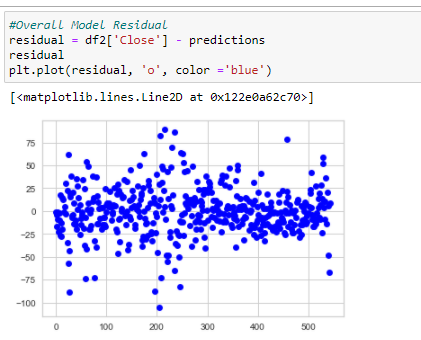 #Overall Model Residual
residual = df2['Close'] - predictions
residual
plt.plot(residual, 'o', color ='blue')
[<matplotlib.lines.Line2D at 0x122e0a62c70>]
75
50
25
0
-25
-50
-75
-100
0 100 200 300 400 500